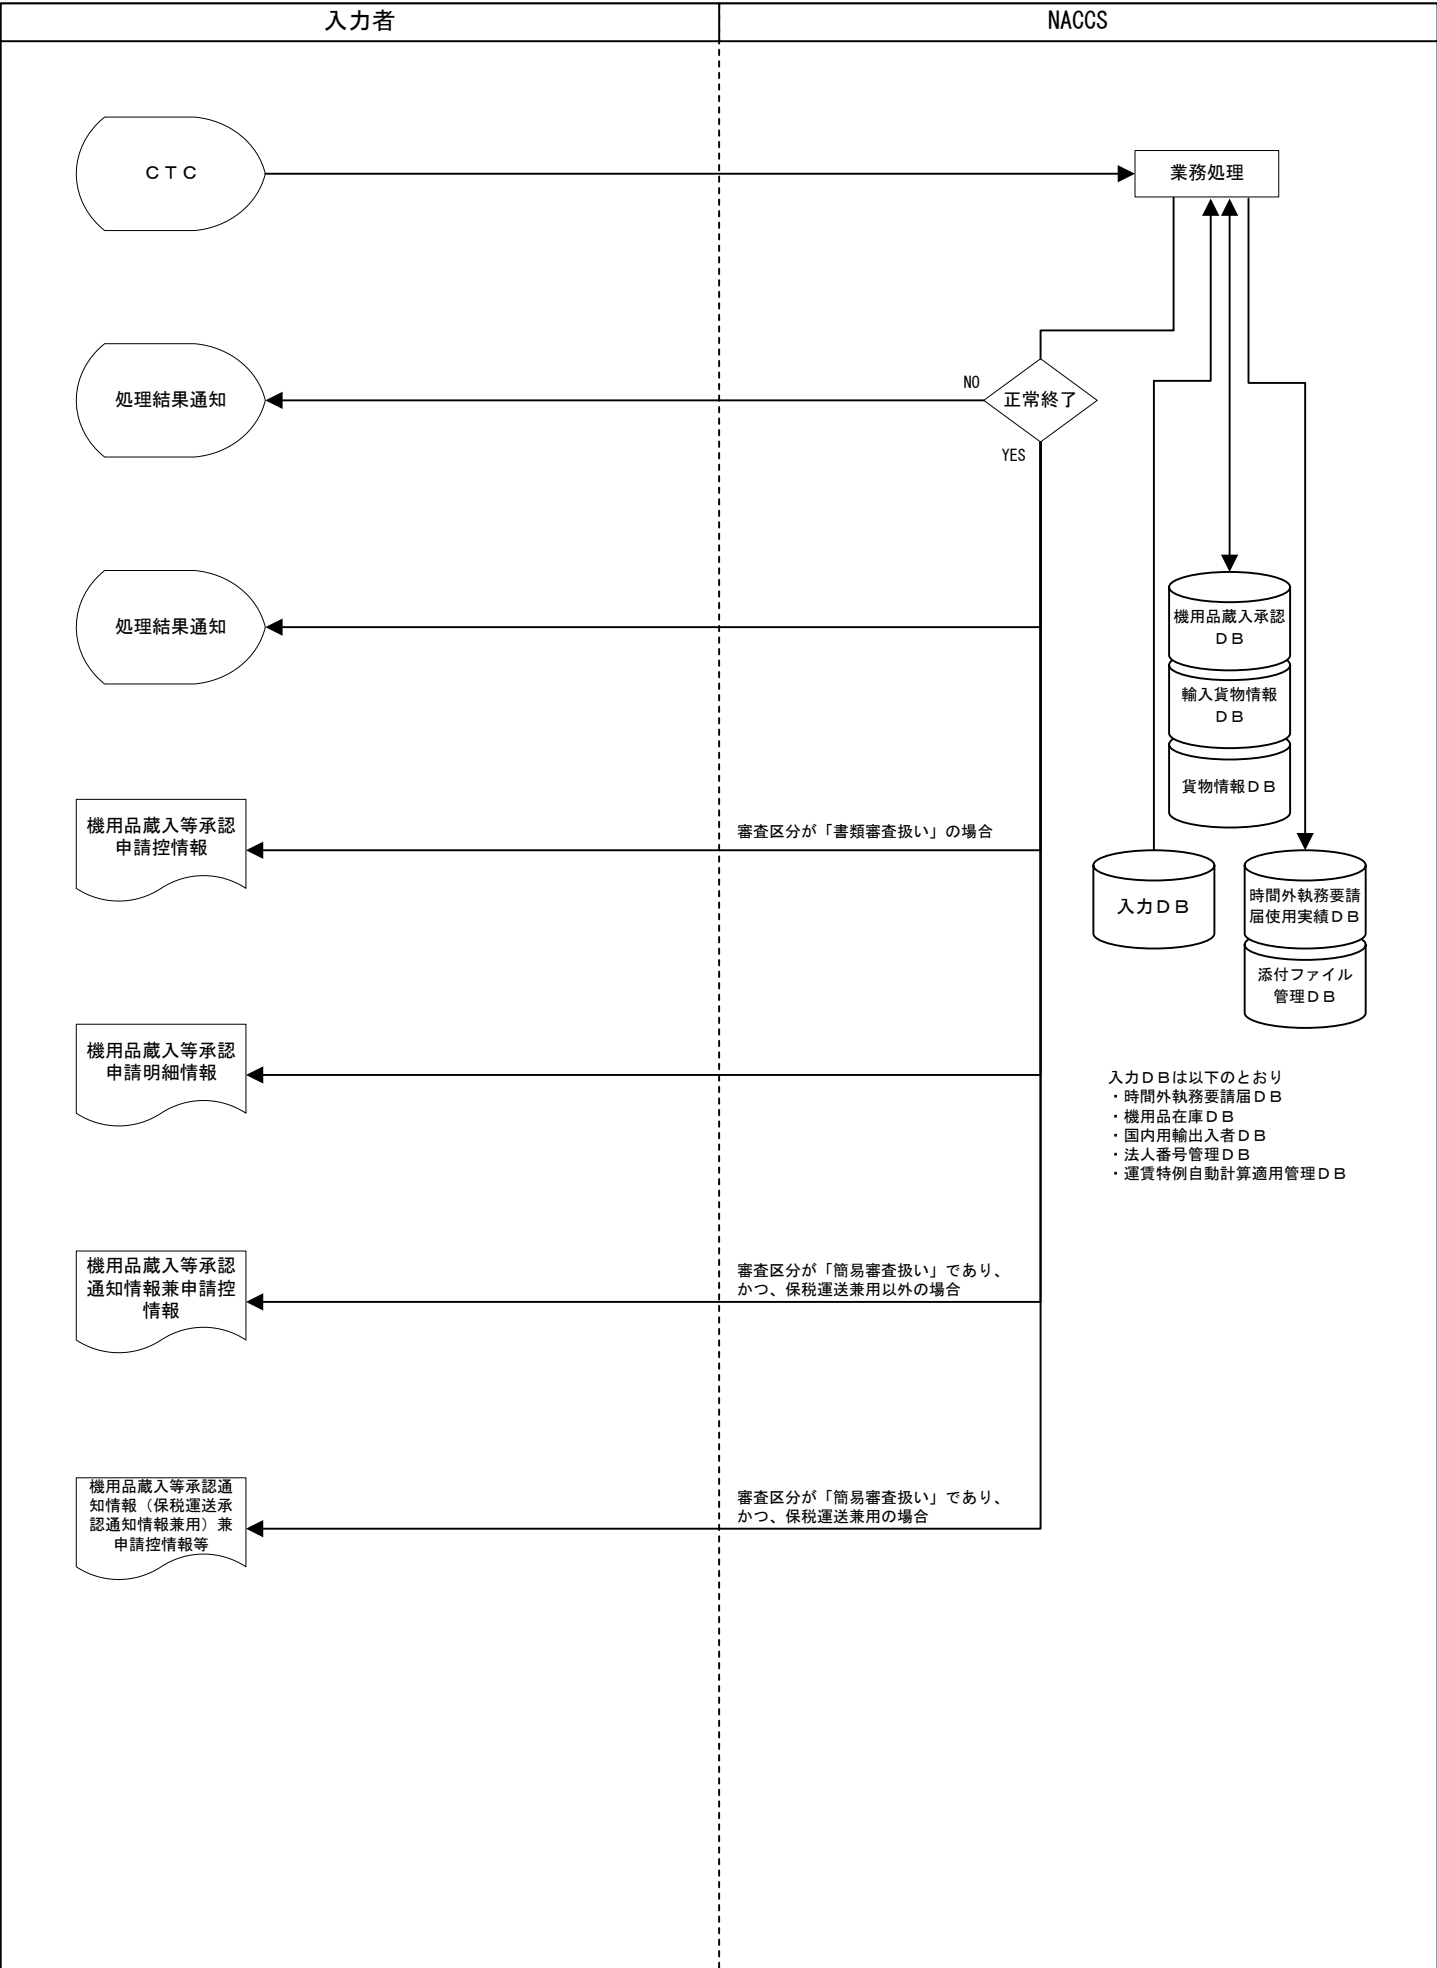 入力者
NACCS
ＣＴＣ
業務処理
処理結果通知
NO
正常終了
YES
処理結果通知
機用品蔵入承認
ＤＢ
輸入貨物情報
ＤＢ
貨物情報ＤＢ
機用品蔵入等承認
申請控情報
審査区分が「書類審査扱い」の場合
入力ＤＢ
時間外執務要請
届使用実績ＤＢ
添付ファイル
管理ＤＢ
機用品蔵入等承認
申請明細情報
入力ＤＢは以下のとおり
・時間外執務要請届ＤＢ
・機用品在庫ＤＢ
・国内用輸出入者ＤＢ
・法人番号管理ＤＢ
・運賃特例自動計算適用管理ＤＢ
機用品蔵入等承認
通知情報兼申請控
情報
審査区分が「簡易審査扱い」であり、
かつ、保税運送兼用以外の場合
機用品蔵入等承認通
知情報（保税運送承
認通知情報兼用）兼
申請控情報等
審査区分が「簡易審査扱い」であり、
かつ、保税運送兼用の場合